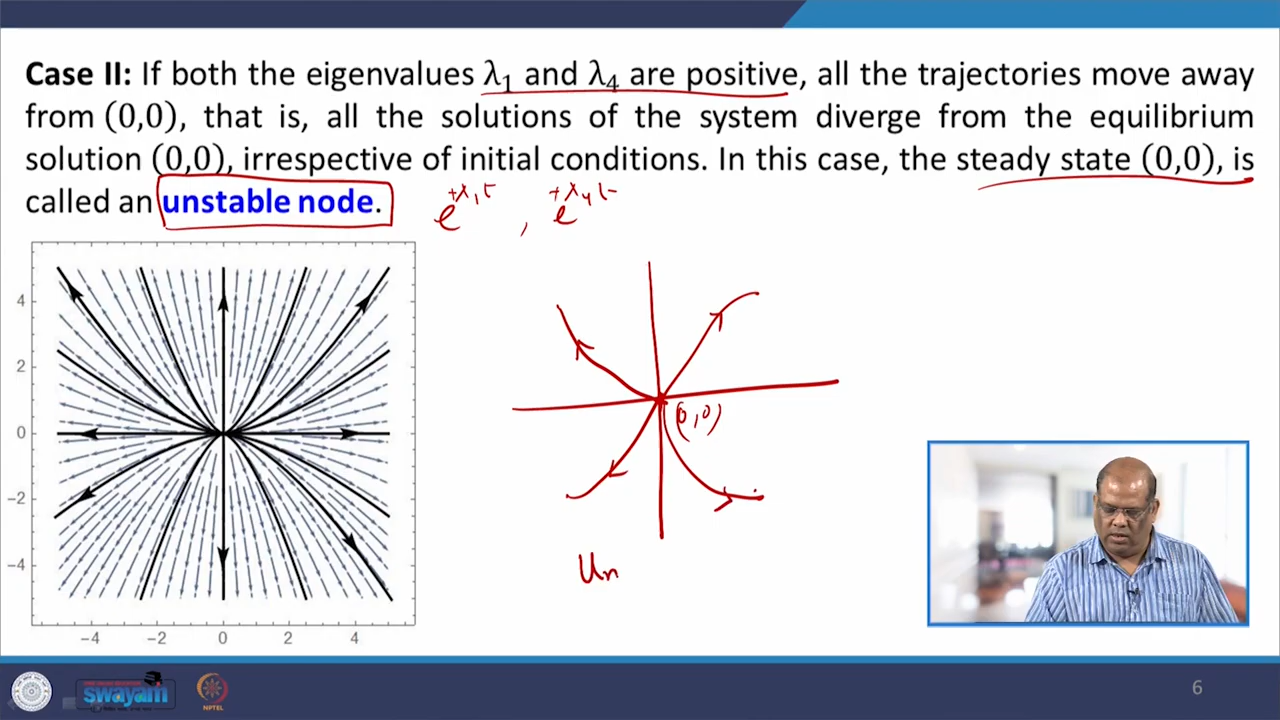 Case II: If both the eigenvalues λ₁ and λ₄ are positive, all the trajectories move away
from (0,0), that is, all the solutions of the system diverge from the equilibrium
solution (0,0), irrespective of initial conditions. In this case, the steady state (0,0), is
called an unstable node.
e^{+λ₁t} , e^{+λ₄t}
4
2
0
−2
−4
−4 −2 0 2 4
(0,0)
Un
swayam
NPTEL
6